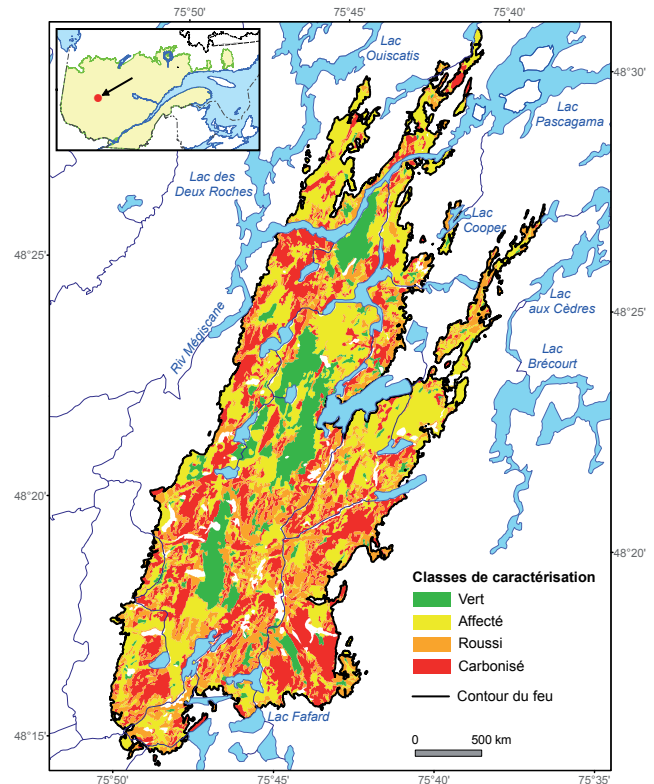 75°50'
75°45'
75°40'
Lac
Ouiscatis
48°30'
Lac
Pascagama
Lac des
Deux Roches
Lac
Cooper
48°25'
48°25'
Lac
aux Cèdres
Riv Mégiscane
Lac
Brécourt
48°20'
48°20'
Classes de caractérisation
Vert
Affecté
Roussi
Carbonisé
Contour du feu
Lac Fafard
0 500 km
48°15'
75°50'
75°45'
75°40'
75°35'